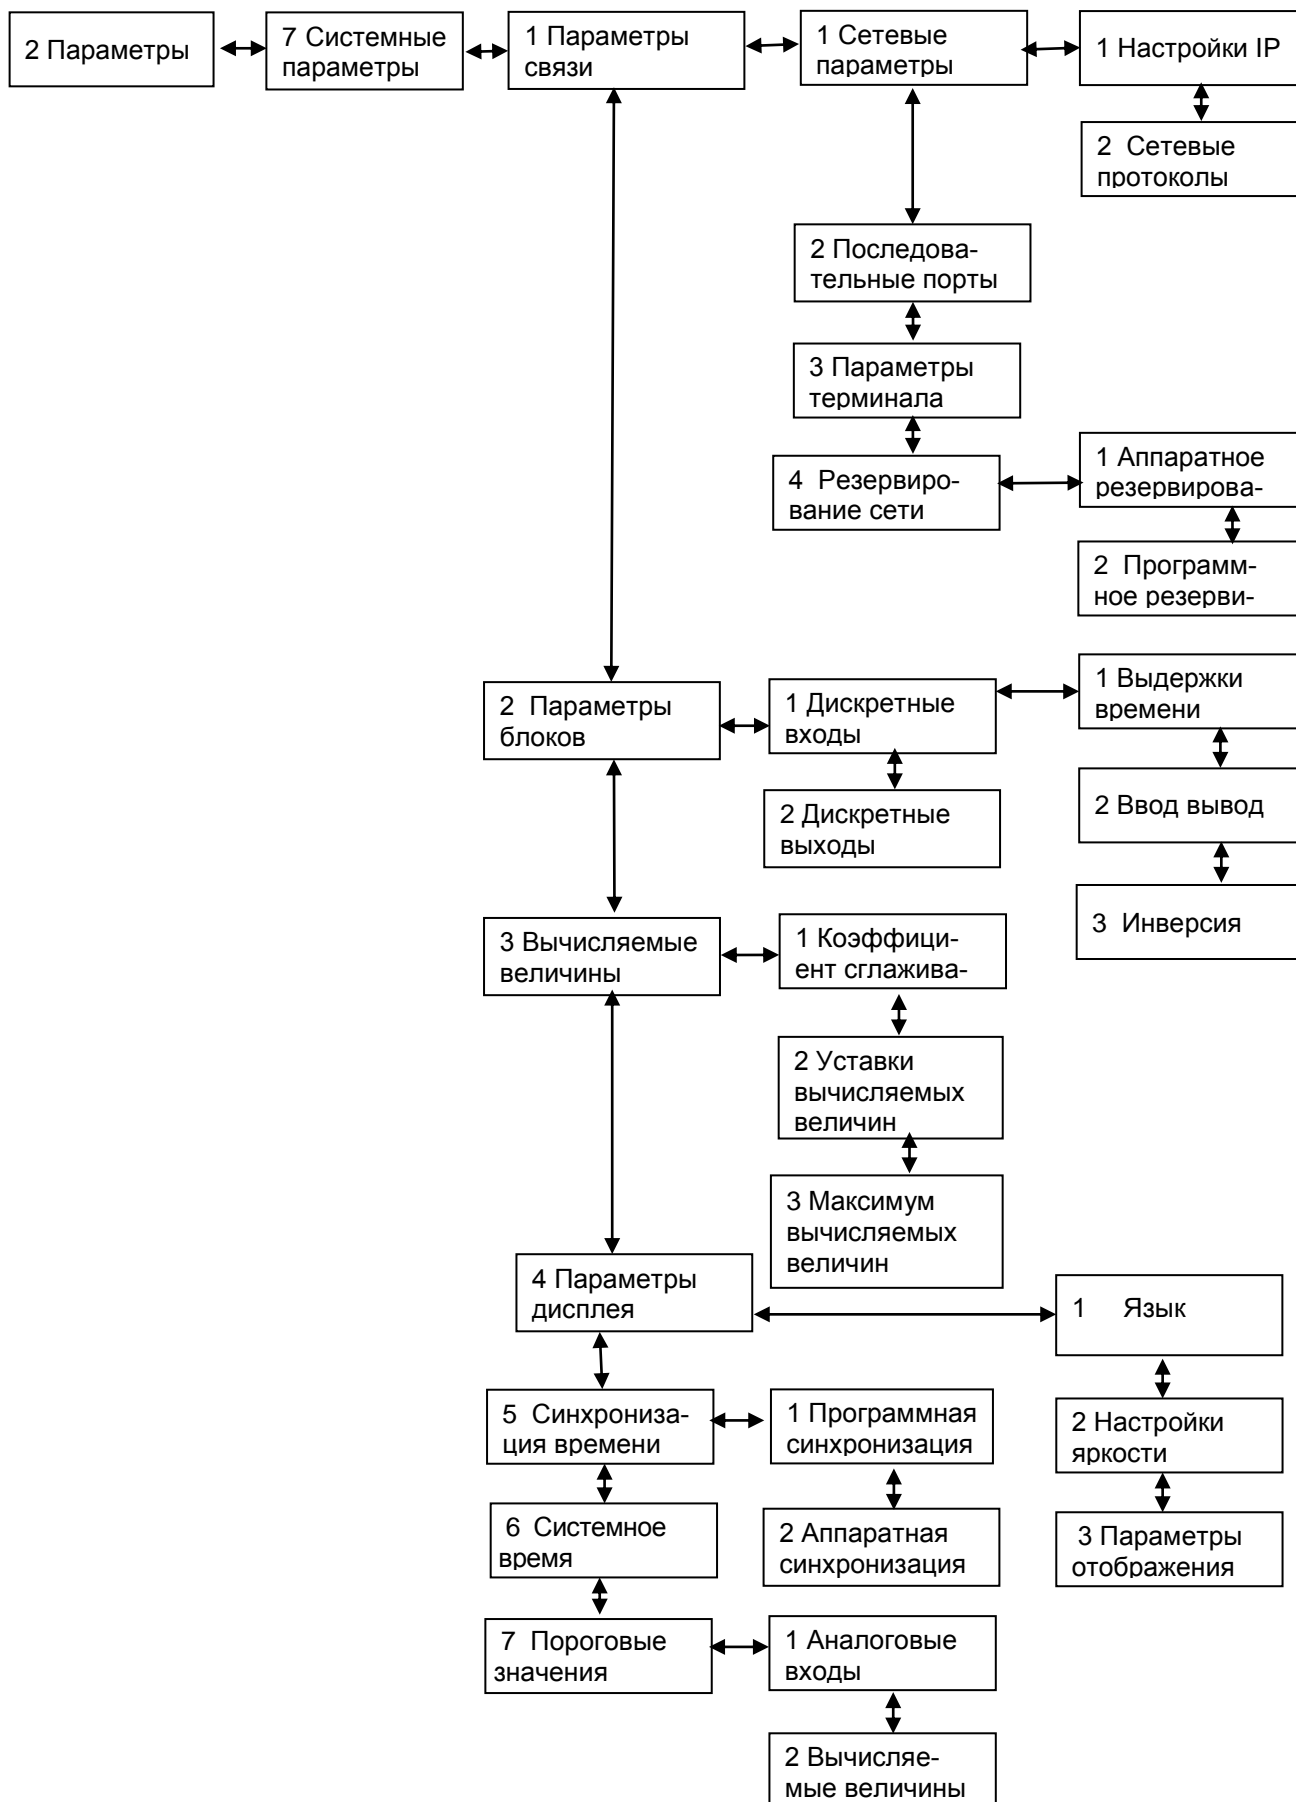 2 Параметры
7 Системные
параметры
1 Параметры
связи
1 Сетевые
параметры
1 Настройки IP
2 Сетевые
протоколы
2 Последова-
тельные порты
3 Параметры
терминала
4 Резервиро-
вание сети
1 Аппаратное
резервирова-
2 Программ-
ное резерви-
2 Параметры
блоков
1 Дискретные
входы
1 Выдержки
времени
2 Дискретные
выходы
2 Ввод вывод
3 Инверсия
3 Вычисляемые
величины
1 Коэффици-
ент сглажива-
2 Уставки
вычисляемых
величин
3 Максимум
вычисляемых
величин
4 Параметры
дисплея
1 Язык
2 Настройки
яркости
3 Параметры
отображения
5 Синхрониза-
ция времени
1 Программная
синхронизация
2 Аппаратная
синхронизация
6 Системное
время
7 Пороговые
значения
1 Аналоговые
входы
2 Вычисляе-
мые величины